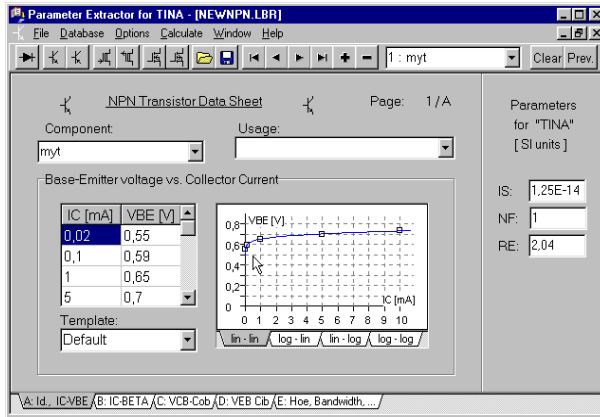 Parameter Extractor for TINA - [NEWNPN.LBR]
File Database Options Calculate Window Help
1 : myt
Clear Prev.
NPN Transistor Data Sheet
Page: 1/A
Component:
Usage:
myt
Base-Emitter voltage vs. Collector Current
IC [mA] VBE [V]
0,02 0,55
0,1 0,59
1 0,65
5 0,7
Template:
Default
VBE [V]
0,8
0,6
0,4
0,2
0
IC [mA]
0 1 2 3 4 5 6 7 8 9 10
lin - lin log - lin lin - log log - log
Parameters
for "TINA"
[ SI units ]
IS: 1,25E-14
NF: 1
RE: 2,04
A: Id., IC-VBE B: IC-BETA C: VCB-Cob D: VEB Cib E: Hoe, Bandwidth, ...